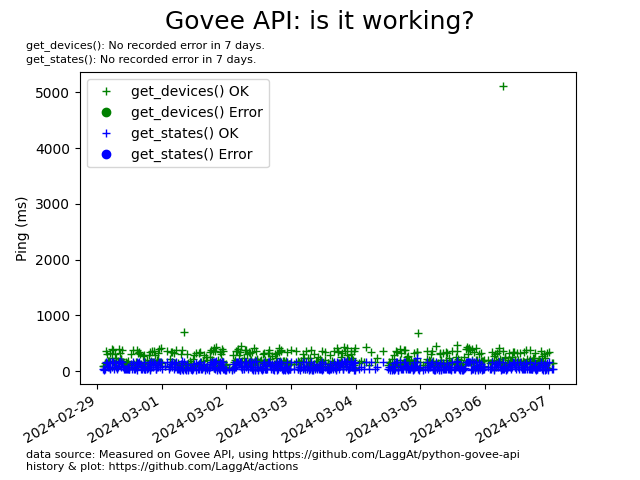 Govee API: is it working?
get_devices(): No recorded error in 7 days.
get_states(): No recorded error in 7 days.
get_devices() OK
get_devices() Error
get_states() OK
get_states() Error
Ping (ms)
5000
4000
3000
2000
1000
0
2024-02-29
2024-03-01
2024-03-02
2024-03-03
2024-03-04
2024-03-05
2024-03-06
2024-03-07
data source: Measured on Govee API, using https://github.com/LaggAt/python-govee-api
history & plot: https://github.com/LaggAt/actions